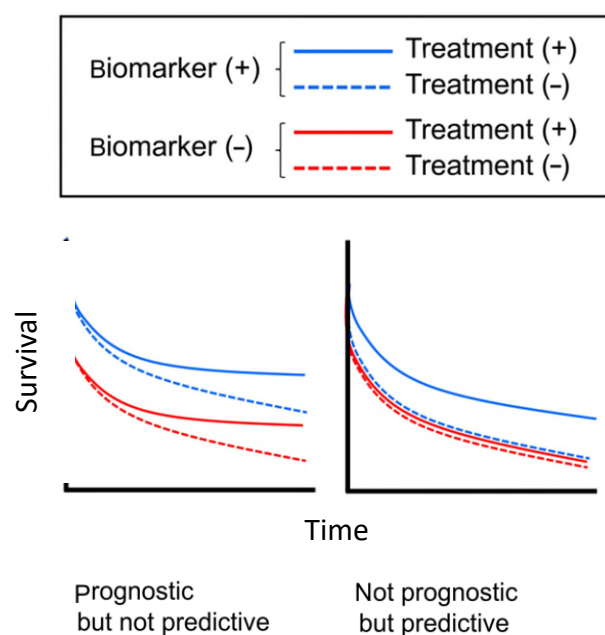 Biomarker (+)
Treatment (+)
Treatment (–)
Biomarker (–)
Treatment (+)
Treatment (–)
Survival
Time
Prognostic
but not predictive
Not prognostic
but predictive